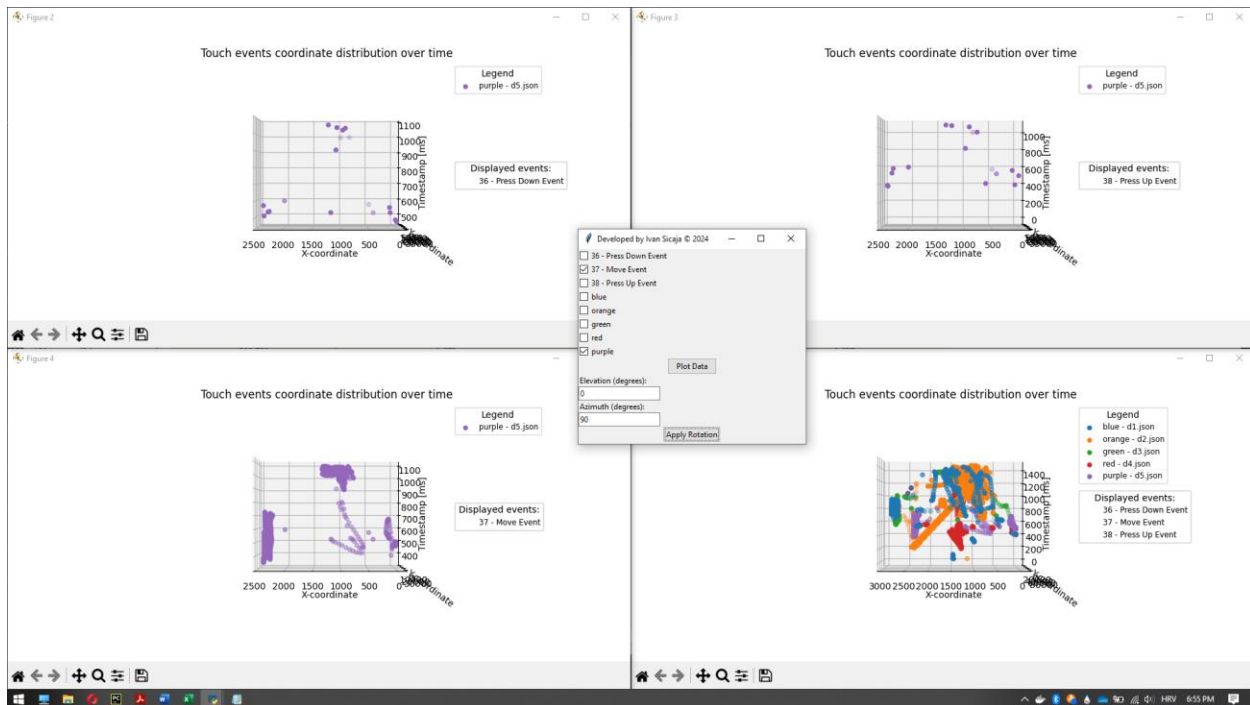 Figure 2
Touch events coordinate distribution over time
Legend
purple - d5.json
Displayed events:
36 - Press Down Event
1100
1000
900
800
700
600
500
Timestamp [ms]
2500 2000 1500 1000 500 0
X-coordinate
Figure 3
Touch events coordinate distribution over time
Legend
purple - d5.json
Displayed events:
38 - Press Up Event
1000
800
600
400
200
0
Timestamp [ms]
2500 2000 1500 1000 500 0
X-coordinate
Developed by Ivan Sicaja © 2024
36 - Press Down Event
37 - Move Event
38 - Press Up Event
blue
orange
green
red
purple
Plot Data
Elevation (degrees):
0
Azimuth (degrees):
90
Apply Rotation
Figure 4
Touch events coordinate distribution over time
Legend
purple - d5.json
Displayed events:
37 - Move Event
1100
1000
900
800
700
600
500
400
Timestamp [ms]
2500 2000 1500 1000 500 0
X-coordinate
Touch events coordinate distribution over time
Legend
blue - d1.json
orange - d2.json
green - d3.json
red - d4.json
purple - d5.json
Displayed events:
36 - Press Down Event
37 - Move Event
38 - Press Up Event
1400
1200
1000
800
600
400
200
0
Timestamp [ms]
3000 2500 2000 1500 1000 500 0
X-coordinate
HRV 6:55 PM